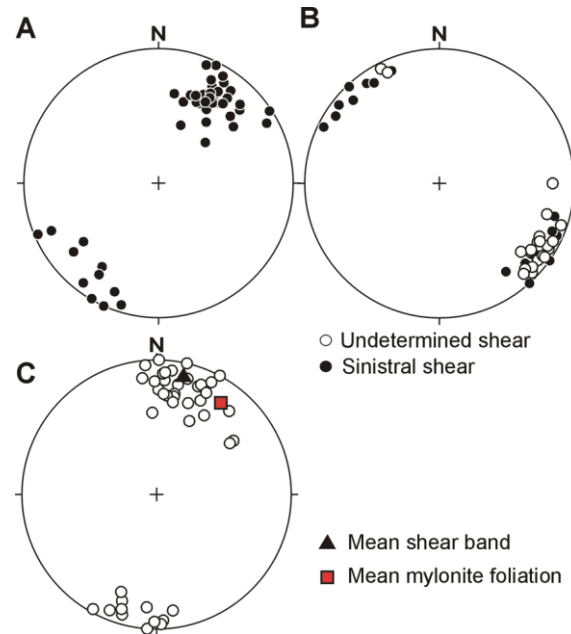 A
N
B
N
Undetermined shear
Sinistral shear
C
N
Mean shear band
Mean mylonite foliation